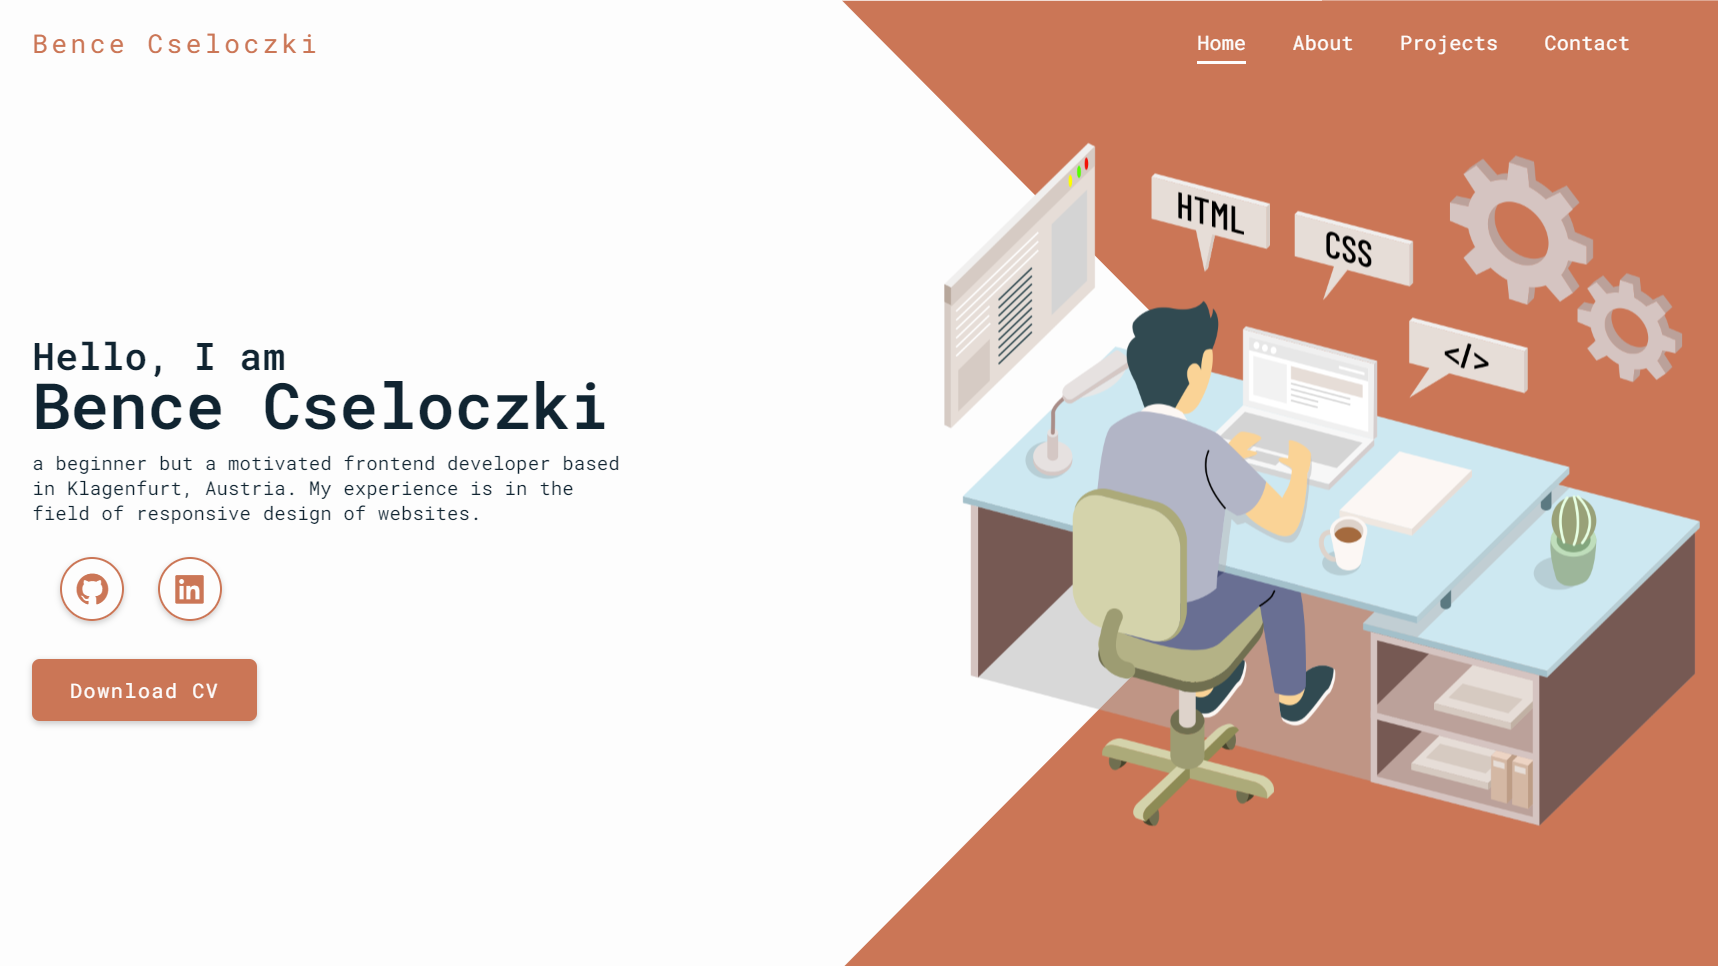 Bence Cseloczki
Home About Projects Contact
HTML
CSS
</>
Hello, I am
Bence Cseloczki
a beginner but a motivated frontend developer based
in Klagenfurt, Austria. My experience is in the
field of responsive design of websites.
in
Download CV